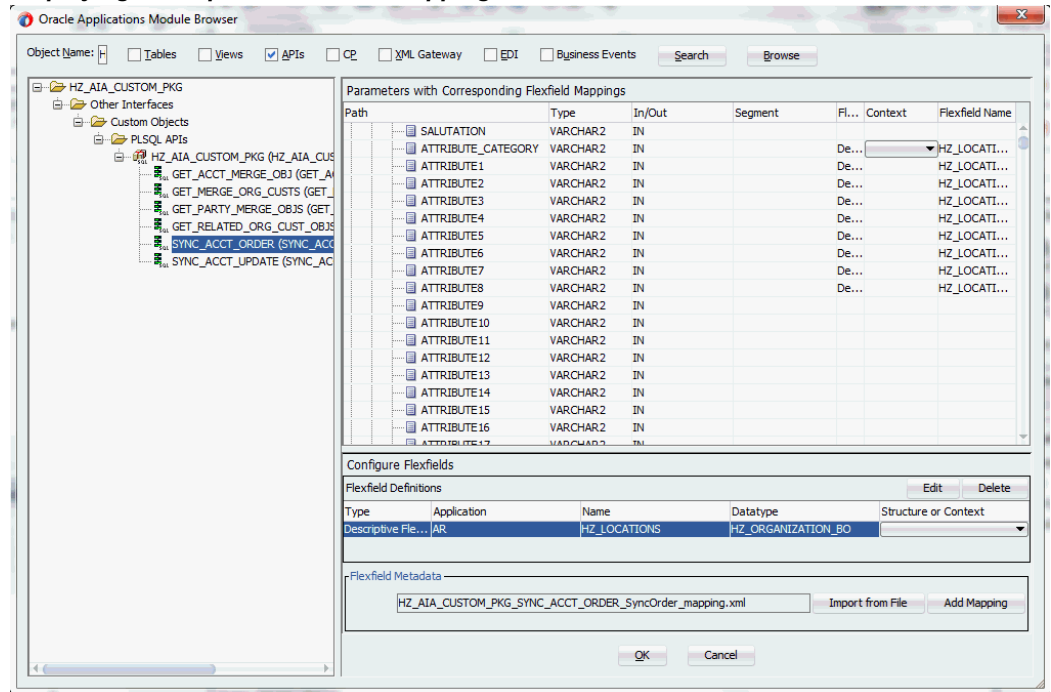 Oracle Applications Module Browser
Object Name: H Tables Views APIs CP XML Gateway EDI Business Events Search Browse
HZ_AIA_CUSTOM_PKG
Other Interfaces
Custom Objects
PLSQL APIs
HZ_AIA_CUSTOM_PKG (HZ_AIA_CUS
GET_ACCT_MERGE_OBJ (GET_A
GET_MERGE_ORG_CUSTS (GET_
GET_PARTY_MERGE_OBJS (GET_
GET_RELATED_ORG_CUST_OBJS
SYNC_ACCT_ORDER (SYNC_ACC
SYNC_ACCT_UPDATE (SYNC_AC
Parameters with Corresponding Flexfield Mappings
Path Type In/Out Segment Fl... Context Flexfield Name
SALUTATION VARCHAR2 IN
ATTRIBUTE_CATEGORY VARCHAR2 IN De... HZ_LOCATI...
ATTRIBUTE1 VARCHAR2 IN De... HZ_LOCATI...
ATTRIBUTE2 VARCHAR2 IN De... HZ_LOCATI...
ATTRIBUTE3 VARCHAR2 IN De... HZ_LOCATI...
ATTRIBUTE4 VARCHAR2 IN De... HZ_LOCATI...
ATTRIBUTE5 VARCHAR2 IN De... HZ_LOCATI...
ATTRIBUTE6 VARCHAR2 IN De... HZ_LOCATI...
ATTRIBUTE7 VARCHAR2 IN De... HZ_LOCATI...
ATTRIBUTE8 VARCHAR2 IN De... HZ_LOCATI...
ATTRIBUTE9 VARCHAR2 IN
ATTRIBUTE10 VARCHAR2 IN
ATTRIBUTE11 VARCHAR2 IN
ATTRIBUTE12 VARCHAR2 IN
ATTRIBUTE13 VARCHAR2 IN
ATTRIBUTE14 VARCHAR2 IN
ATTRIBUTE15 VARCHAR2 IN
ATTRIBUTE16 VARCHAR2 IN
ATTRIBUTE17 VARCHAR2 IN
Configure Flexfields
Flexfield Definitions Edit Delete
Type Application Name Datatype Structure or Context
Descriptive Fle... AR HZ_LOCATIONS HZ_ORGANIZATION_BO
Flexfield Metadata
HZ_AIA_CUSTOM_PKG_SYNC_ACCT_ORDER_SyncOrder_mapping.xml Import from File Add Mapping
OK Cancel